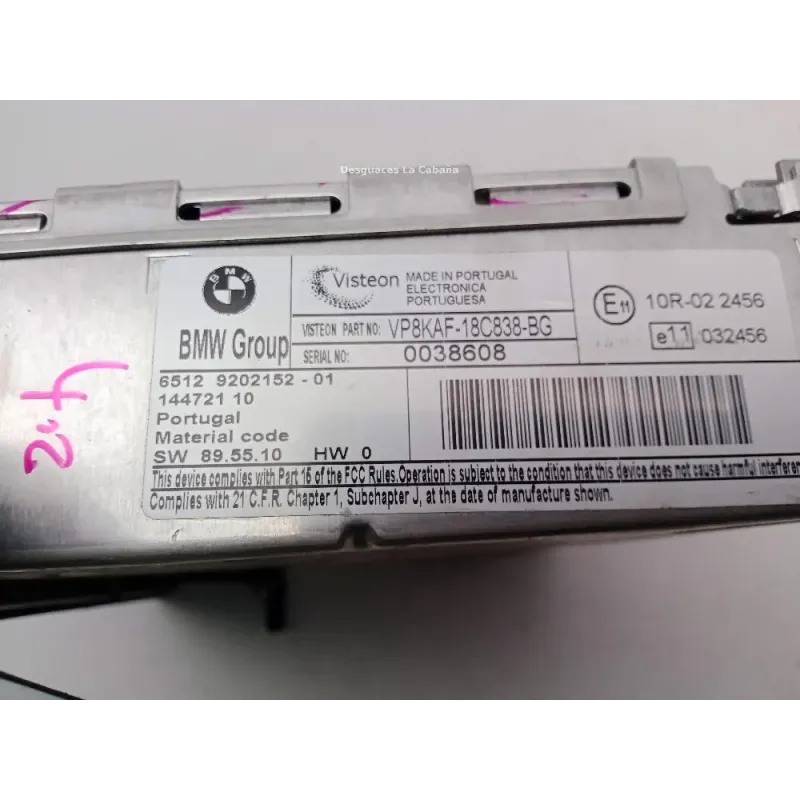 Desguaces La Cabana
BMW
BMW Group
Visteon
MADE IN PORTUGAL
ELECTRONICA
PORTUGUESA
VISTEON PART NO: VP8KAF-18C838-BG
SERIAL NO: 0038608
E11 10R-02 2456
e11 032456
6512 9202152 - 01
144721 10
Portugal
Material code
SW 89.55.10 HW 0
This device complies with Part 15 of the FCC Rules.Operation is subject to the condition that this device does not cause harmful
Complies with 21 C.F.R. Chapter 1, Subchapter J, at the date of manufacture shown.